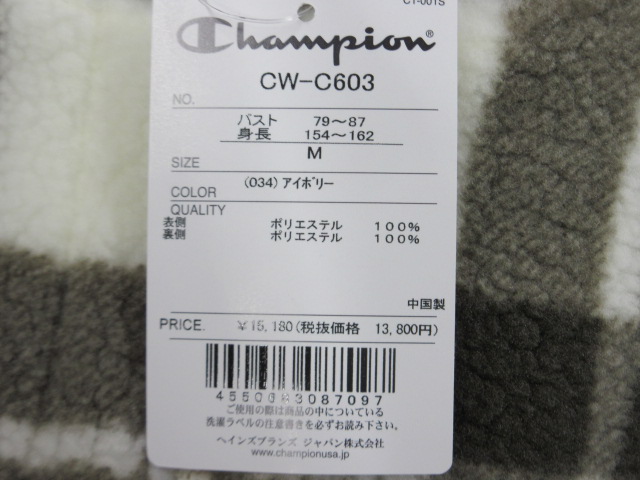 CT-001S
Champion®
CW-C603
NO.
バスト 79～87
身長 154～162
SIZE M
COLOR (034) アイボリー
QUALITY
表側 ポリエステル 100%
裏側 ポリエステル 100%
中国製
PRICE. ¥15,180(税抜価格 13,800円)
ご使用の際は商品の中についている
洗濯ラベルの注意書きを必ずお読み下さい。
ヘインズブランズ ジャパン株式会社
www.championusa.jp